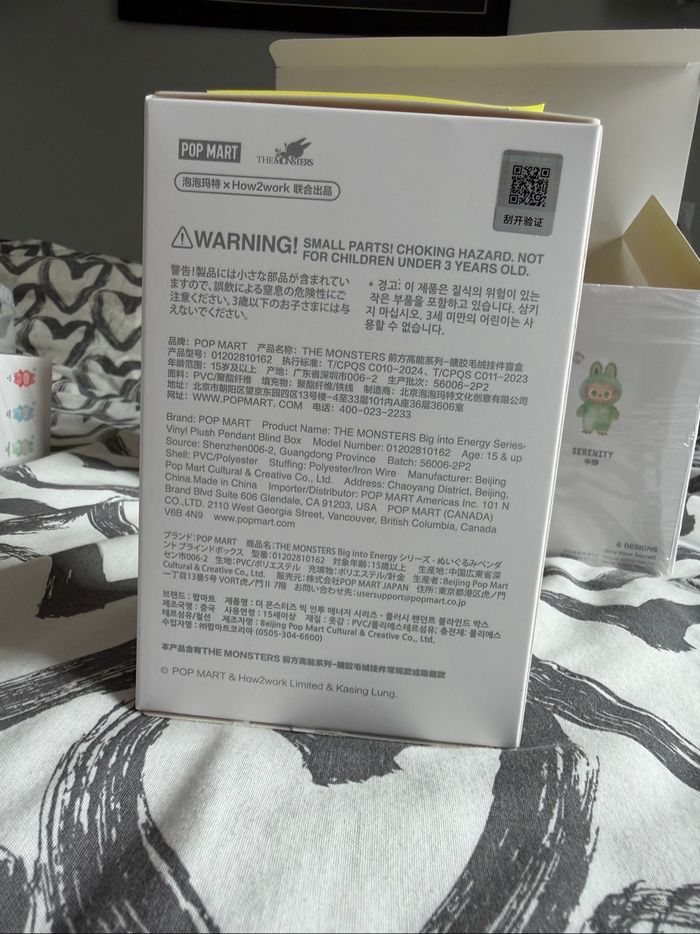 POP MART THE MONSTERS
泡泡玛特 × How2work 联合出品
刮开验证
WARNING! SMALL PARTS! CHOKING HAZARD. NOT
FOR CHILDREN UNDER 3 YEARS OLD.
警告!製品には小さな部品が含まれてい
ますので、誤飲による窒息の危険性にご
注意ください。3歳以下のお子さまには与
えないでください。
* 경고: 이 제품은 질식의 위험이 있는
작은 부품을 포함하고 있습니다. 삼키
지 마십시오. 3세 미만의 어린이는 사
용할 수 없습니다.
品牌: POP MART 产品名称: THE MONSTERS 前方高能系列-搪胶毛绒挂件盲盒
产品型号: 01202810162 执行标准: T/CPQS C010-2024、T/CPQS C011-2023
年龄范围: 15岁及以上 产地: 广东省深圳市006-2 生产批次: 56006-2P2
面料: PVC/聚酯纤维 填充物: 聚酯纤维/铁线 制造商: 北京泡泡玛特文化创意有限公司
地址: 北京市朝阳区望京东园四区13号楼-4至33层101内A座36层3606室
网址: WWW.POPMART.COM 电话: 400-023-2233
Brand: POP MART Product Name: THE MONSTERS Big into Energy Series-
Vinyl Plush Pendant Blind Box Model Number: 01202810162 Age: 15 & up
Source: Shenzhen006-2, Guangdong Province Batch: 56006-2P2
Shell: PVC/Polyester Stuffing: Polyester/Iron Wire Manufacturer: Beijing
Pop Mart Cultural & Creative Co., Ltd. Address: Chaoyang District, Beijing,
China.Made in China Importer/Distributor: POP MART Americas Inc. 101 N
Brand Blvd Suite 606 Glendale, CA 91203, USA POP MART (CANADA)
CO.,LTD. 2110 West Georgia Street, Vancouver, British Columbia, Canada
V6B 4N9 www.popmart.com
ブランド: POP MART 商品名: THE MONSTERS Big into Energy シリーズ - ぬいぐるみペンダ
ント ブラインドボックス 型番: 01202810162 対象年齢: 15歳以上 生産地: 中国広東省深
セン市006-2 生地: PVC/ポリエステル 充填物: ポリエステル/針金 生産者: Beijing Pop Mart
Cultural & Creative Co., Ltd. 販売元: 株式会社POP MART JAPAN 住所: 東京都港区虎ノ門
一丁目13番5号 VORT虎ノ門Ⅱ 7階 お問い合わせ先: usersupport@popmart.co.jp
브랜드 : 팝마트 제품명 : 더 몬스터즈 빅 인투 에너지 시리즈 - 플러시 펜던트 블라인드 박스
제조국명 : 중국 사용연령 : 15세이상 재질 : 겉감 : PVC/폴리에스테르섬유: 충전재: 폴리에스
테르섬유/철선 제조자명 : Beijing Pop Mart Cultural & Creative Co., Ltd.
수입자명 : ㈜팝마트코리아 (0505-304-6600)
本产品含有THE MONSTERS 前方高能系列-搪胶毛绒挂件常规款或隐藏款
© POP MART & How2work Limited & Kasing Lung.
SERENITY
平静
6 DESIGNS